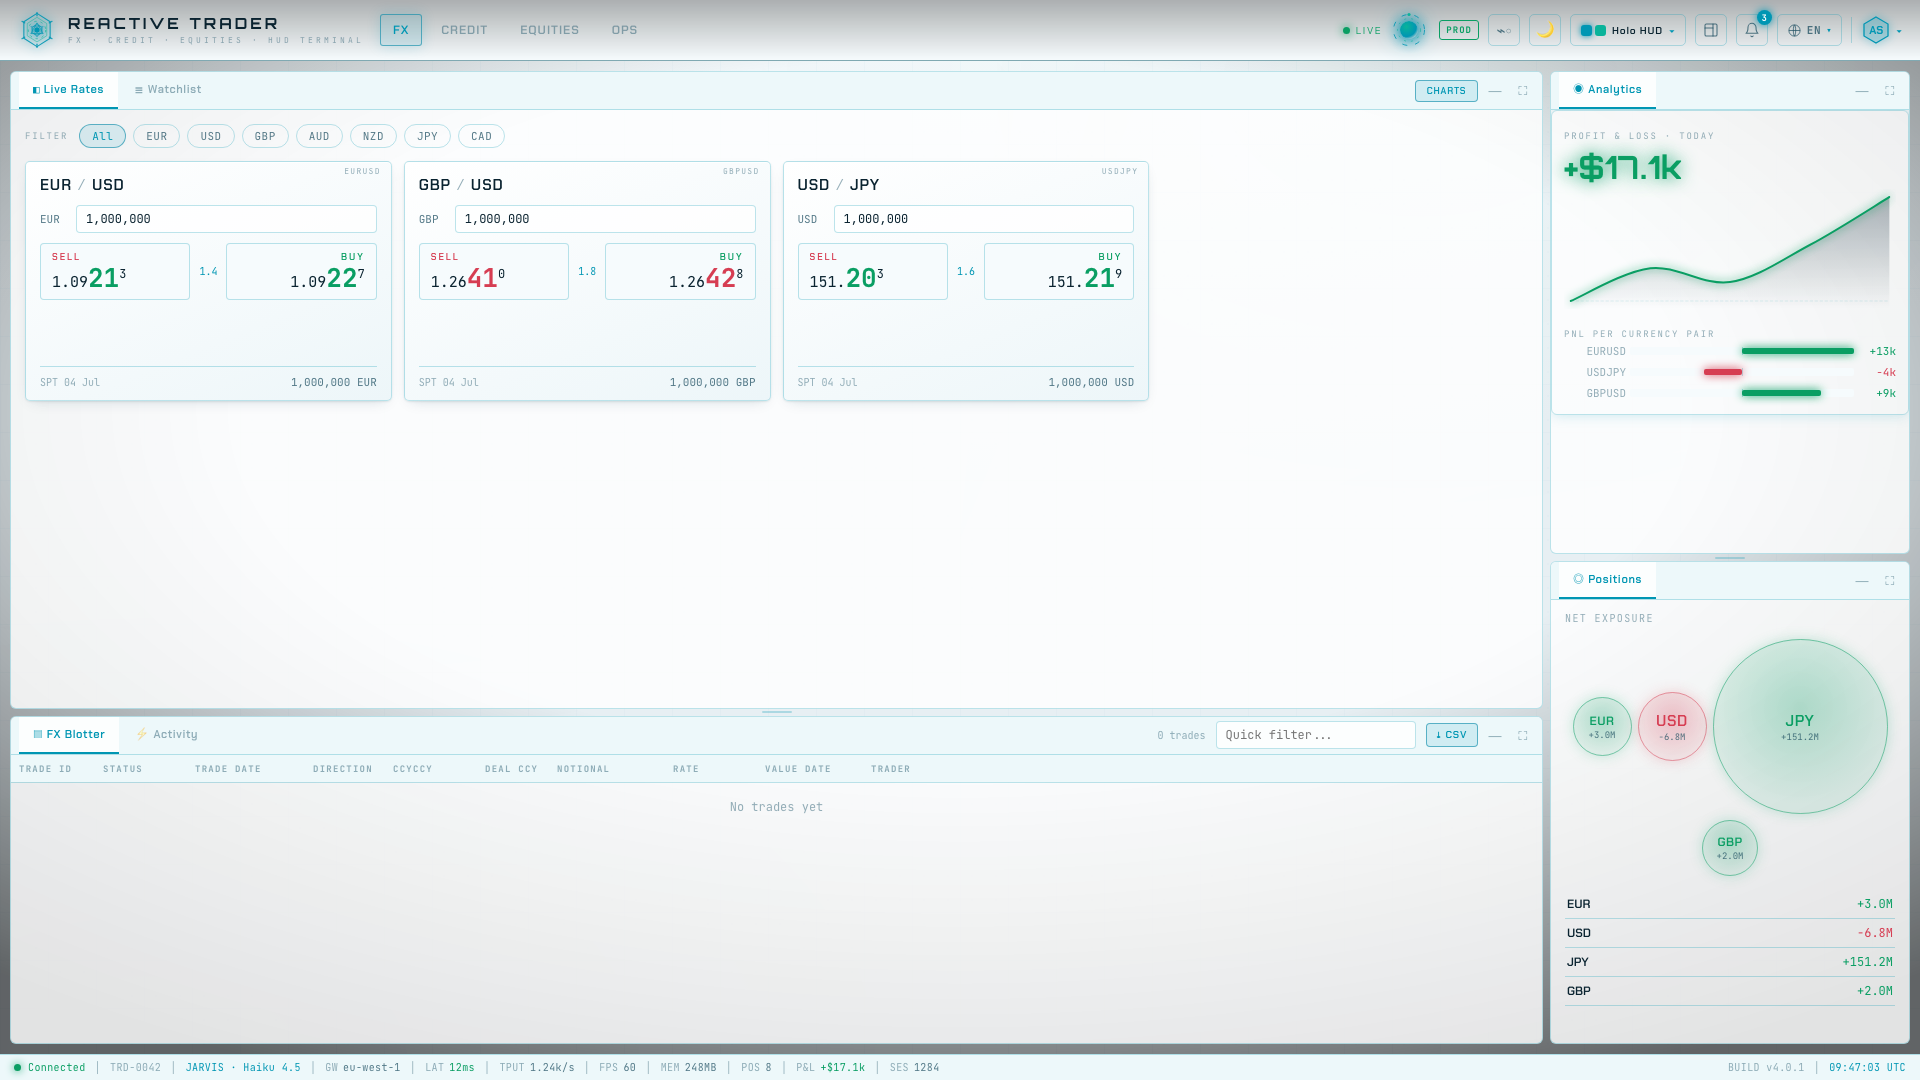 REACTIVE TRADER
FX · CREDIT · EQUITIES · HUD TERMINAL
FX CREDIT EQUITIES OPS
LIVE PROD Holo HUD 3 EN AS
Live Rates Watchlist CHARTS
FILTER All EUR USD GBP AUD NZD JPY CAD
EURUSD
EUR / USD
EUR 1,000,000
SELL BUY
1.09213 1.4 1.09227
SPT 04 Jul 1,000,000 EUR
GBPUSD
GBP / USD
GBP 1,000,000
SELL BUY
1.26410 1.8 1.26428
SPT 04 Jul 1,000,000 GBP
USDJPY
USD / JPY
USD 1,000,000
SELL BUY
151.203 1.6 151.219
SPT 04 Jul 1,000,000 USD
Analytics
PROFIT & LOSS · TODAY
+$17.1k
PNL PER CURRENCY PAIR
EURUSD +13k
USDJPY -4k
GBPUSD +9k
Positions
NET EXPOSURE
EUR
+3.0M
USD
-6.8M
JPY
+151.2M
GBP
+2.0M
EUR +3.0M
USD -6.8M
JPY +151.2M
GBP +2.0M
FX Blotter Activity 0 trades Quick filter... ↓ CSV
TRADE ID STATUS TRADE DATE DIRECTION CCYCCY DEAL CCY NOTIONAL RATE VALUE DATE TRADER
No trades yet
Connected TRD-0042 JARVIS · Haiku 4.5 GW eu-west-1 LAT 12ms TPUT 1.24k/s FPS 60 MEM 248MB POS 8 P&L +$17.1k SES 1284 BUILD v4.0.1 09:47:03 UTC